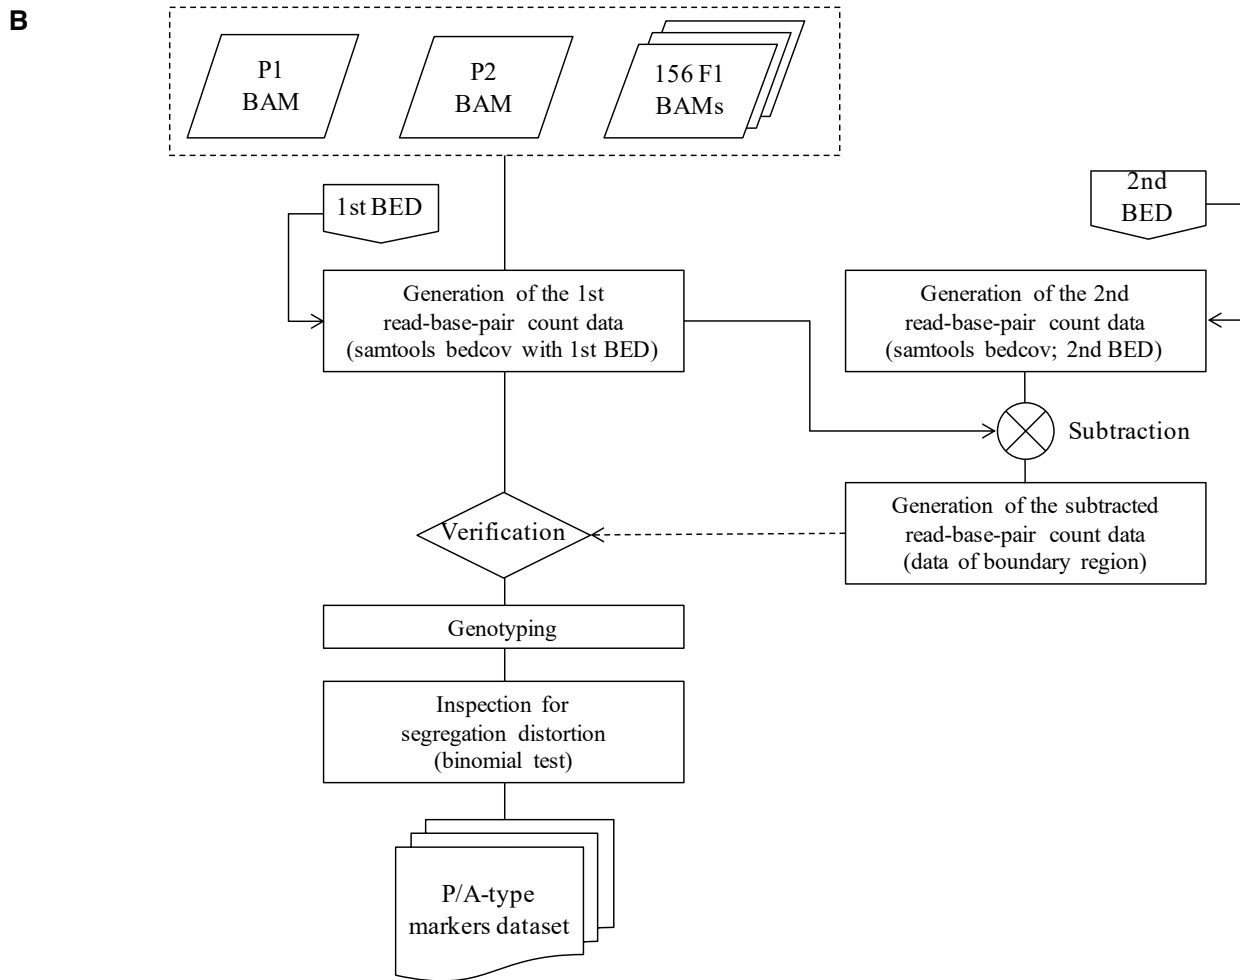 B
P1
BAM
P2
BAM
156 F1
BAMs
1st BED
2nd
BED
Generation of the 1st
read-base-pair count data
(samtools bedcov with 1st BED)
Generation of the 2nd
read-base-pair count data
(samtools bedcov; 2nd BED)
Subtraction
Generation of the subtracted
read-base-pair count data
(data of boundary region)
Verification
Genotyping
Inspection for
segregation distortion
(binomial test)
P/A-type
markers dataset